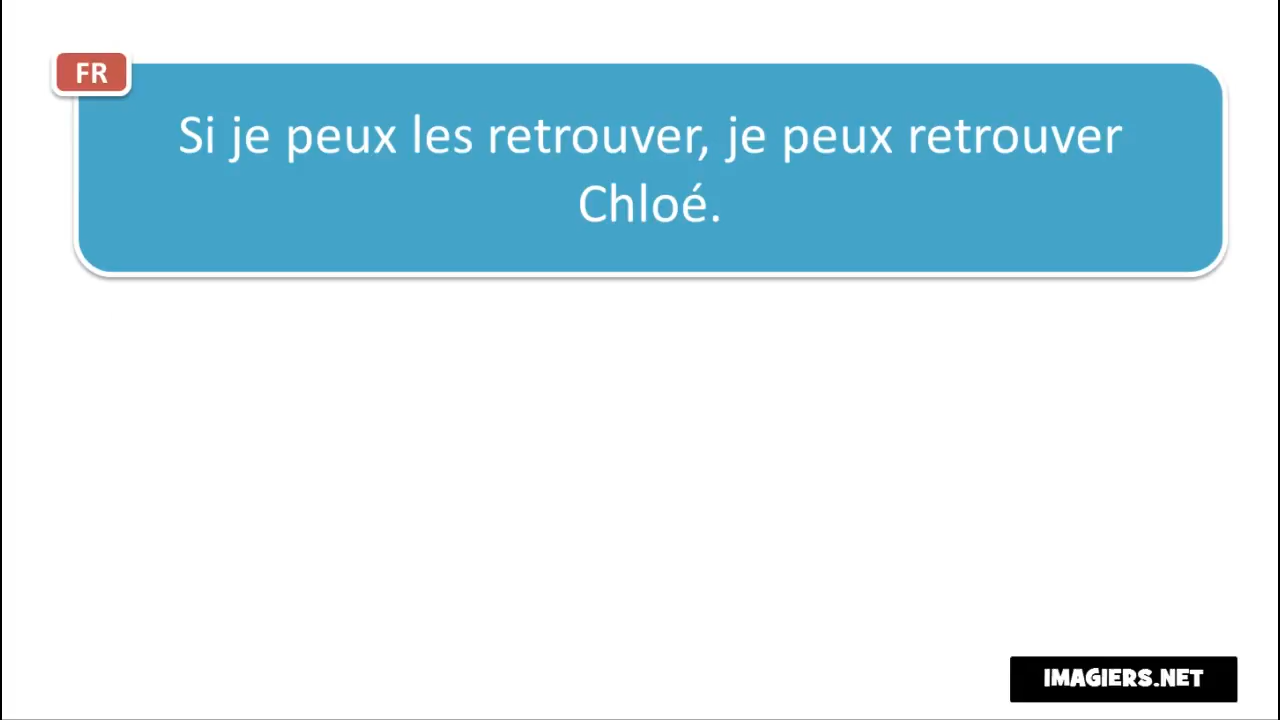 FR
Si je peux les retrouver, je peux retrouver
Chloé.
IMAGIERS.NET